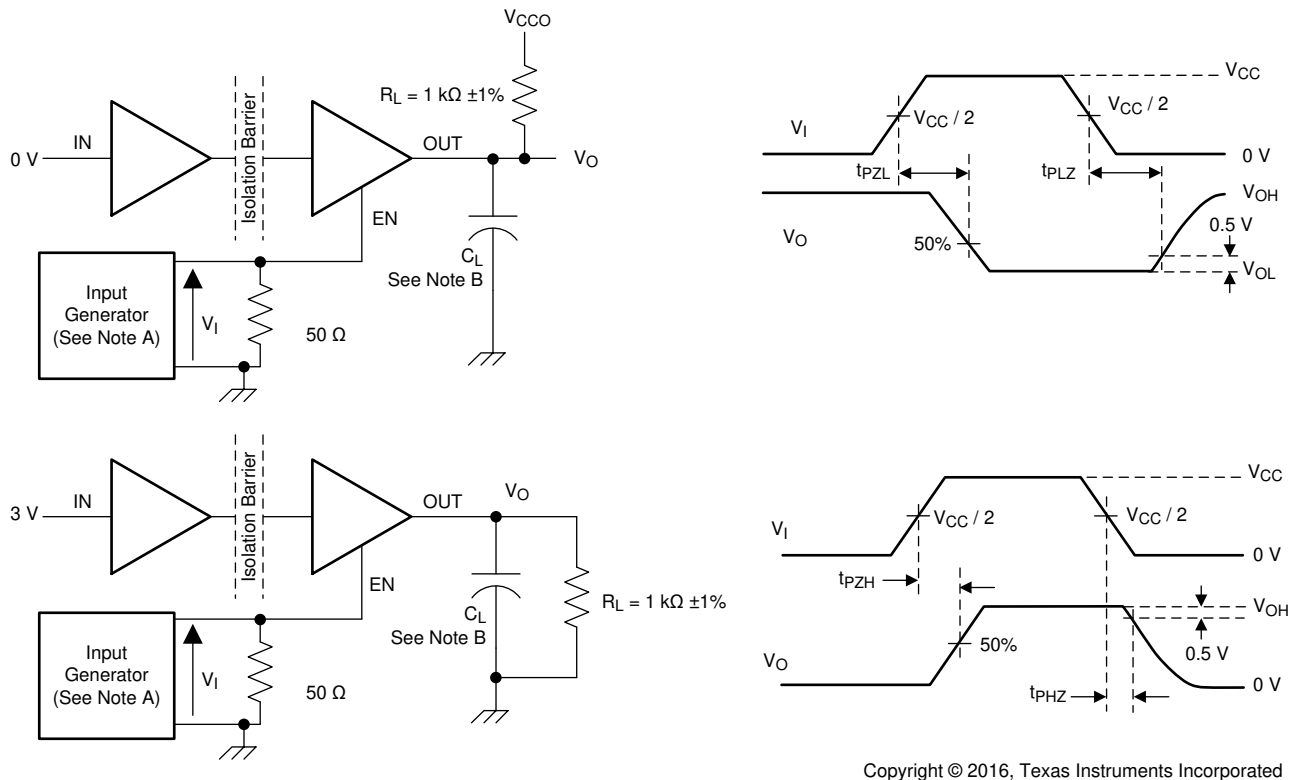 VCCO
RL = 1 kΩ ±1%
IN
Isolation Barrier
OUT
0 V
VO
EN
CL
See Note B
Input
Generator
(See Note A)
VI
50 Ω
VCC
VCC / 2
VCC / 2
VI
0 V
tPZL
tPLZ
VOH
0.5 V
VO
50%
VOL
IN
Isolation Barrier
OUT
VO
3 V
EN
CL
See Note B
RL = 1 kΩ ±1%
Input
Generator
(See Note A)
VI
50 Ω
VCC
VCC / 2
VCC / 2
VI
0 V
tPZH
VOH
0.5 V
50%
VO
0 V
tPHZ
Copyright © 2016, Texas Instruments Incorporated